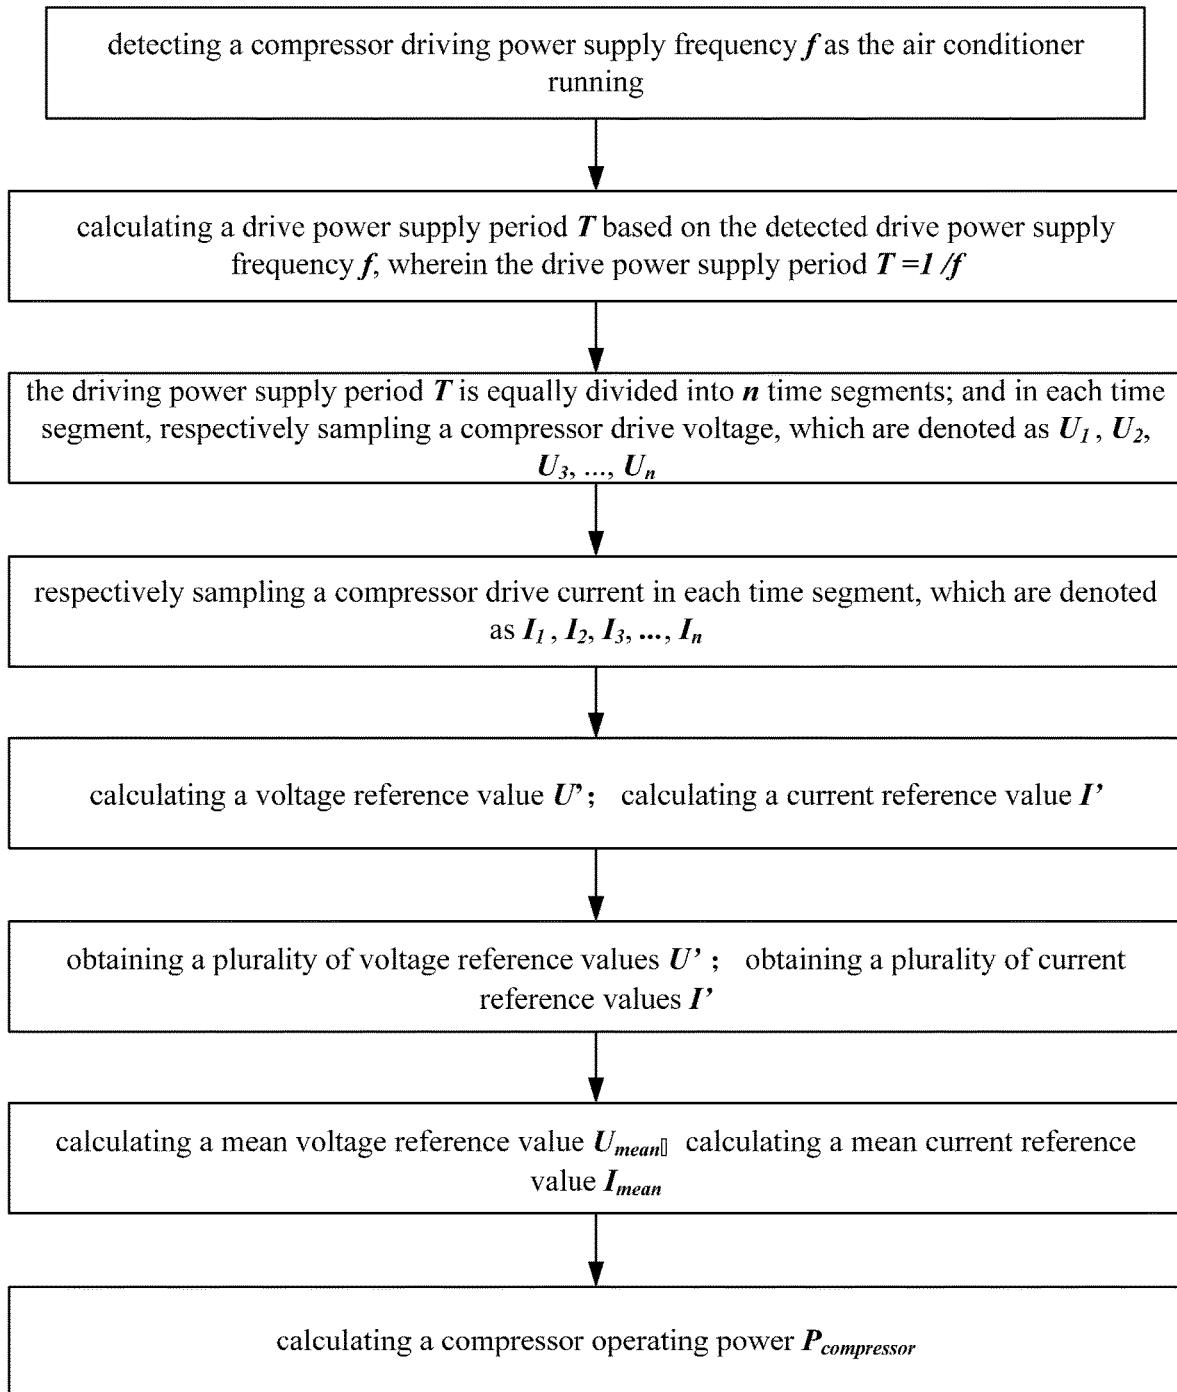 detecting a compressor driving power supply frequency f as the air conditioner
running
calculating a drive power supply period T based on the detected drive power supply
frequency f, wherein the drive power supply period T =1 /f
the driving power supply period T is equally divided into n time segments; and in each time
segment, respectively sampling a compressor drive voltage, which are denoted as U1 , U2,
U3, ..., Un
respectively sampling a compressor drive current in each time segment, which are denoted
as I1 , I2, I3, ..., In
calculating a voltage reference value U’； calculating a current reference value I’
obtaining a plurality of voltage reference values U’ ； obtaining a plurality of current
reference values I’
calculating a mean voltage reference value Umean▯ calculating a mean current reference
value Imean
calculating a compressor operating power Pcompressor